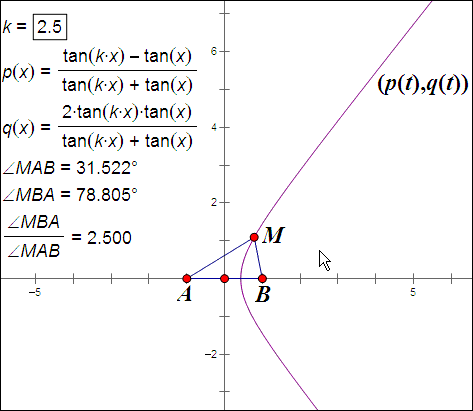 k = 2.5
p(x) = tan(k·x) – tan(x) / tan(k·x) + tan(x)
q(x) = 2·tan(k·x)·tan(x) / tan(k·x) + tan(x)
∠MAB = 31.522°
∠MBA = 78.805°
∠MBA / ∠MAB = 2.500
6
(p(t),q(t))
4
2
M
A B
-5 5
-2